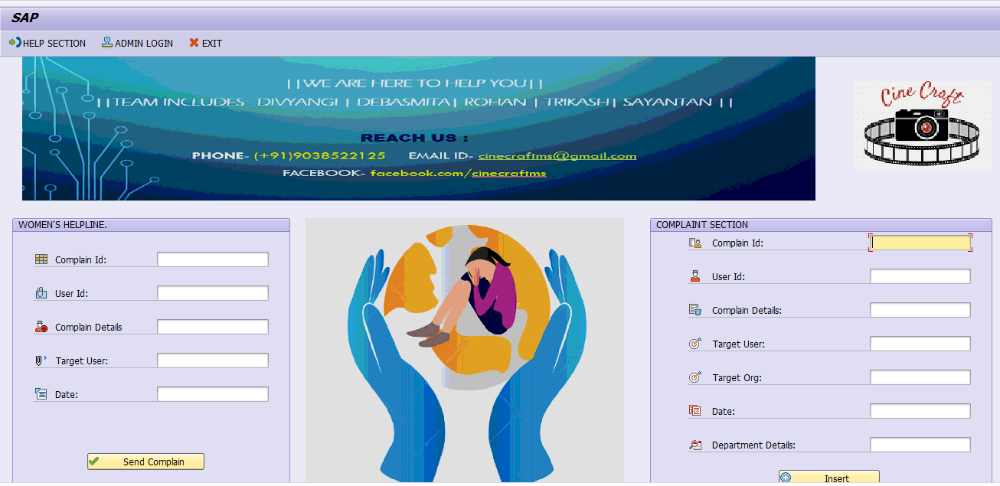 SAP
HELP SECTION ADMIN LOGIN EXIT
||WE ARE HERE TO HELP YOU||
||TEAM INCLUDES : DIVYANGI | DEBASMITA| ROHAN | TRIKASH| SAYANTAN ||
REACH US :
PHONE- (+91)9038522125 EMAIL ID- cinecraftms@gmail.com
FACEBOOK- facebook.com/cinecraftms
Cine Craft
WOMEN'S HELPLINE.
Complain Id:
User Id:
Complain Details
Target User:
Date:
Send Complain
COMPLAINT SECTION
Complain Id:
User Id:
Complain Details:
Target User:
Target Org:
Date:
Department Details:
Insert